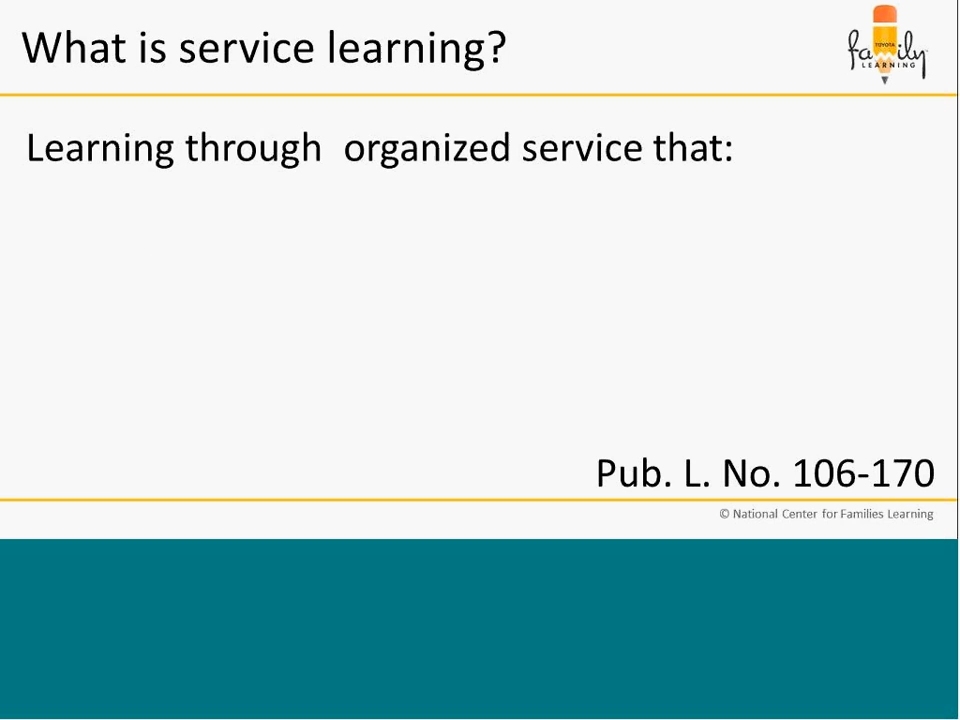 What is service learning?
TOYOTA
family
LEARNING
Learning through  organized service that:
Pub. L. No. 106-170
© National Center for Families Learning